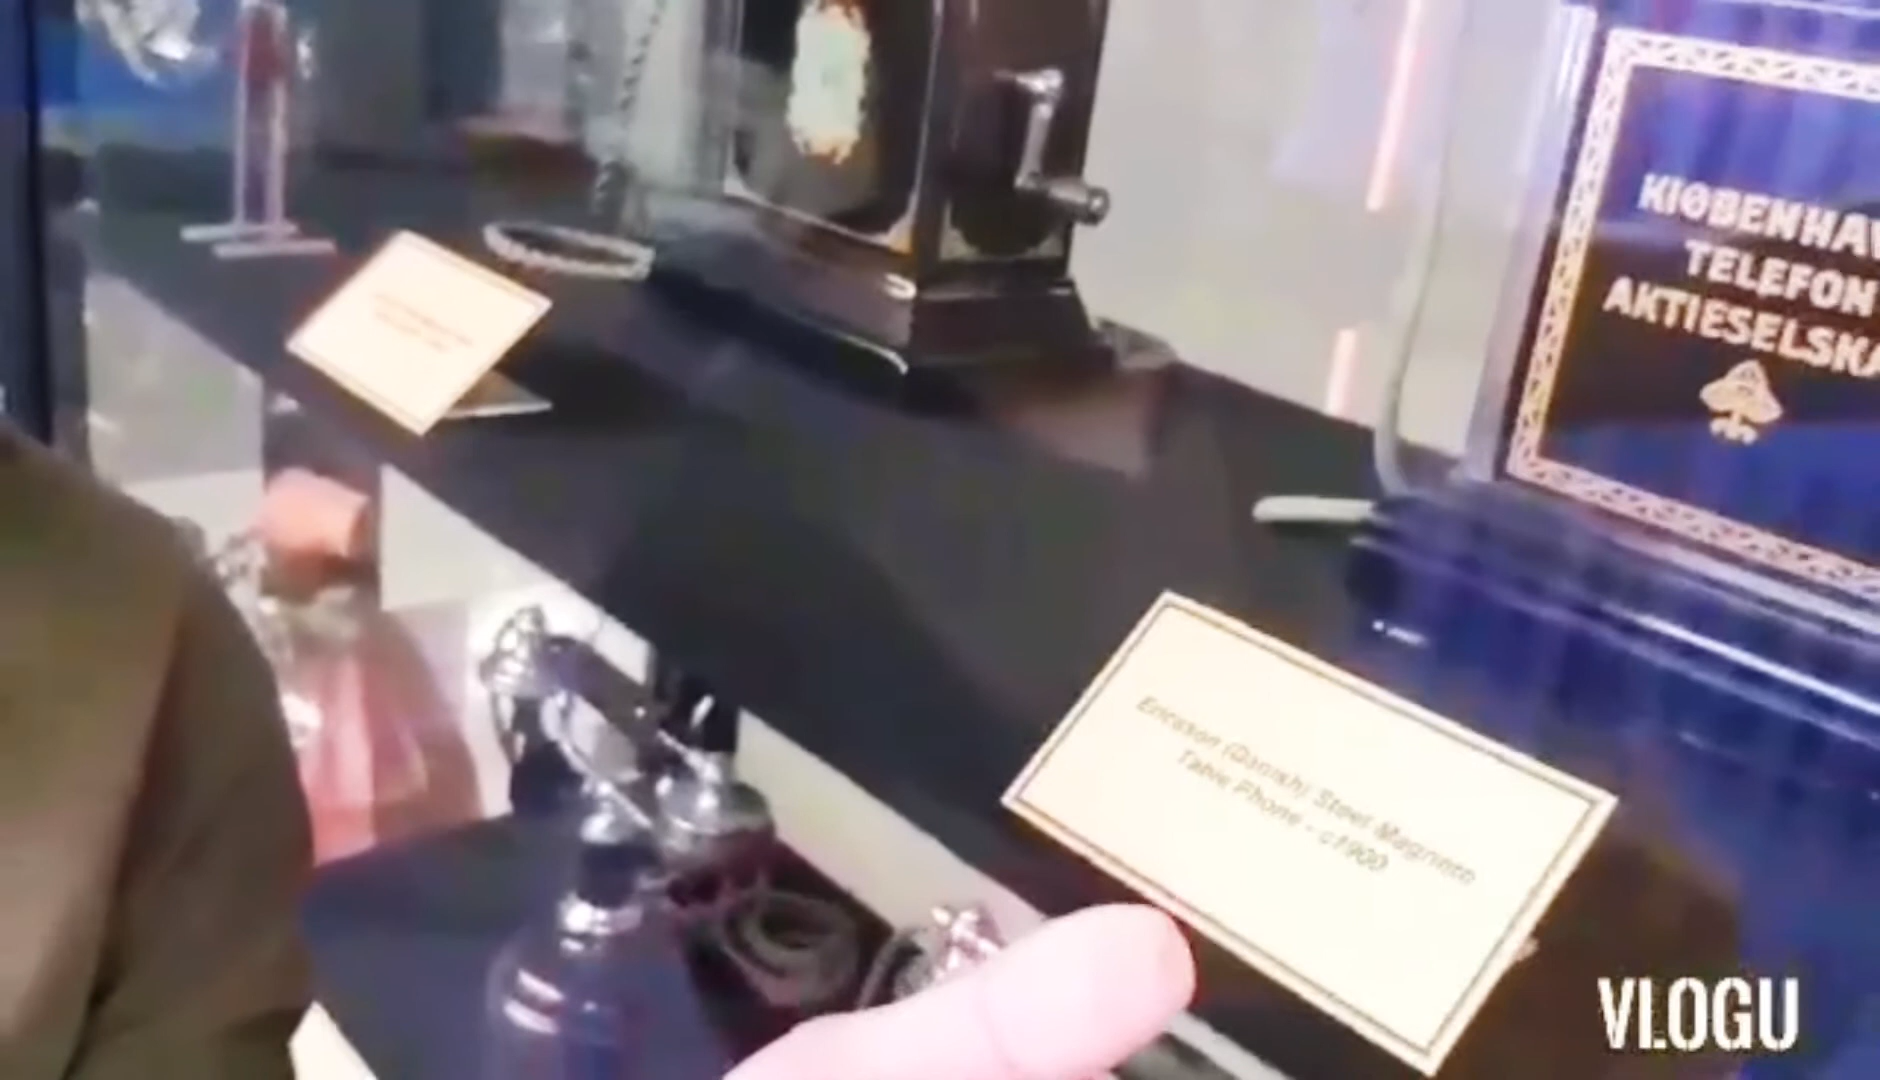 KIØBENHAV
TELEFON
AKTIESELSKA
Ericsson (Danish) Steel Magneto
Table Phone - c1900
VLOGU